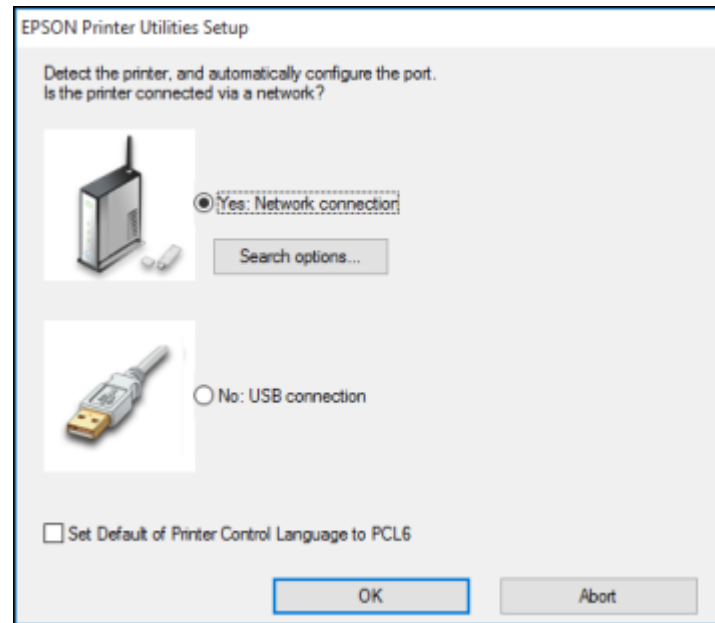 EPSON Printer Utilities Setup
Detect the printer, and automatically configure the port.
Is the printer connected via a network?
Yes: Network connection
Search options...
No: USB connection
Set Default of Printer Control Language to PCL6
OK
Abort